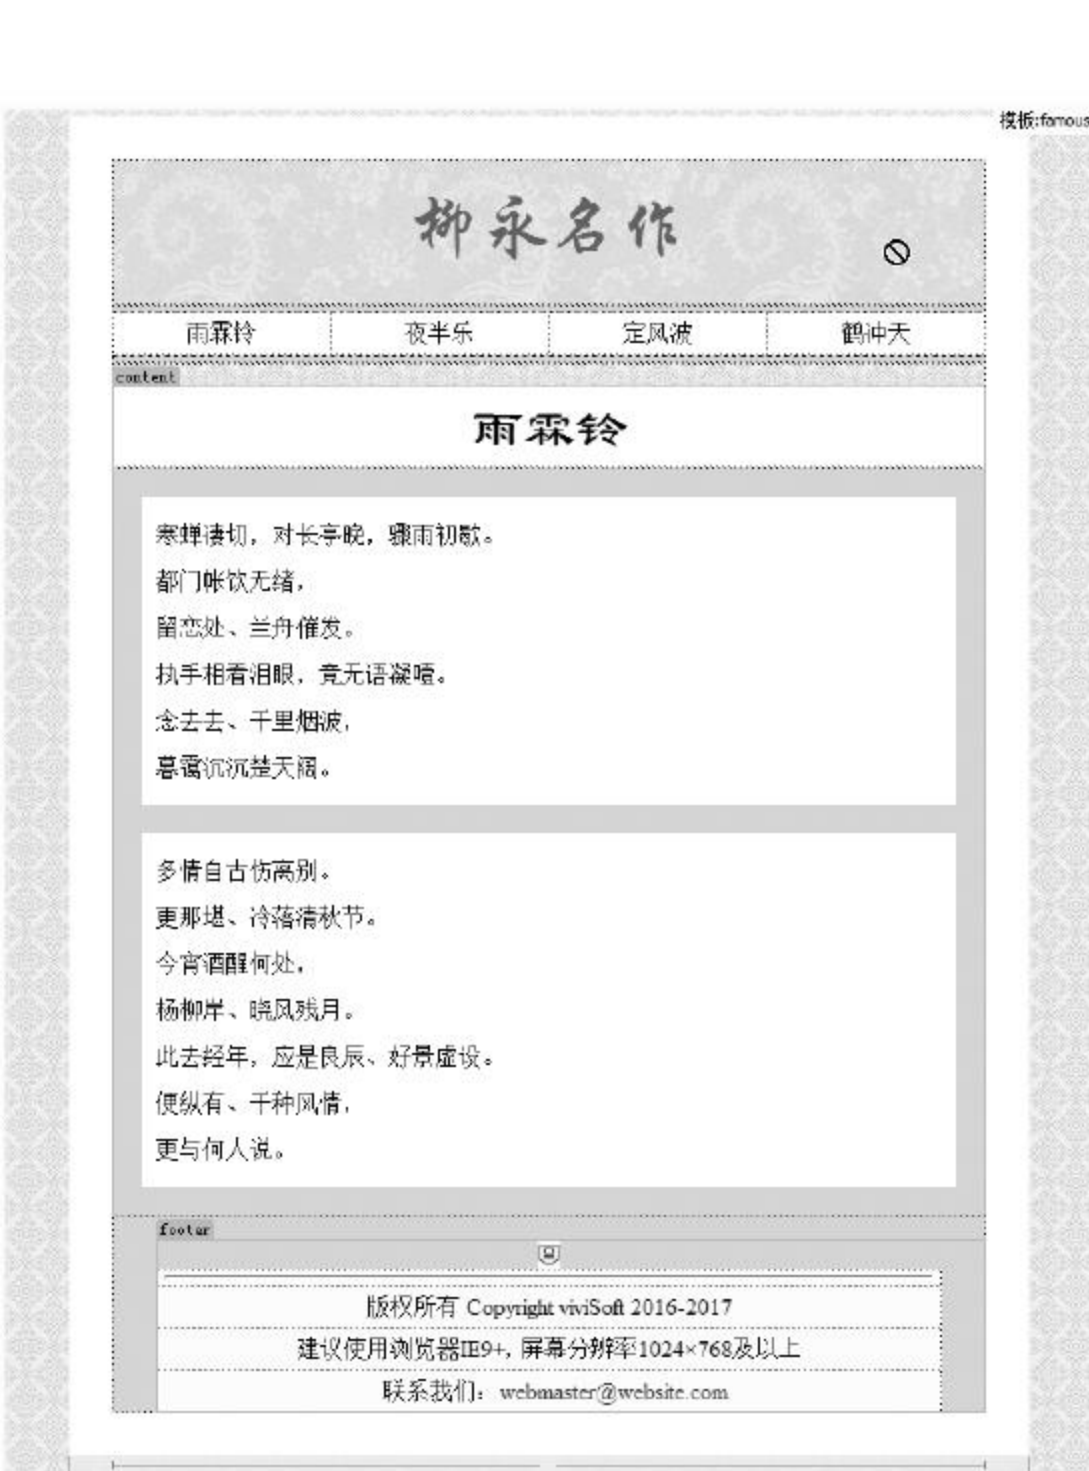 模板:famous
柳永名作
雨霖铃 夜半乐 定风波 鹤冲天
content
雨霖铃
寒蝉凄切，对长亭晚，骤雨初歇。
都门帐饮无绪，
留恋处、兰舟催发。
执手相看泪眼，竟无语凝噎。
念去去、千里烟波，
暮霭沉沉楚天阔。
多情自古伤离别。
更那堪、冷落清秋节。
今宵酒醒何处，
杨柳岸、晓风残月。
此去经年，应是良辰、好景虚设。
便纵有、千种风情，
更与何人说。
footer
版权所有 Copyright viviSoft 2016-2017
建议使用浏览器IE9+, 屏幕分辨率1024×768及以上
联系我们：webmaster@website.com